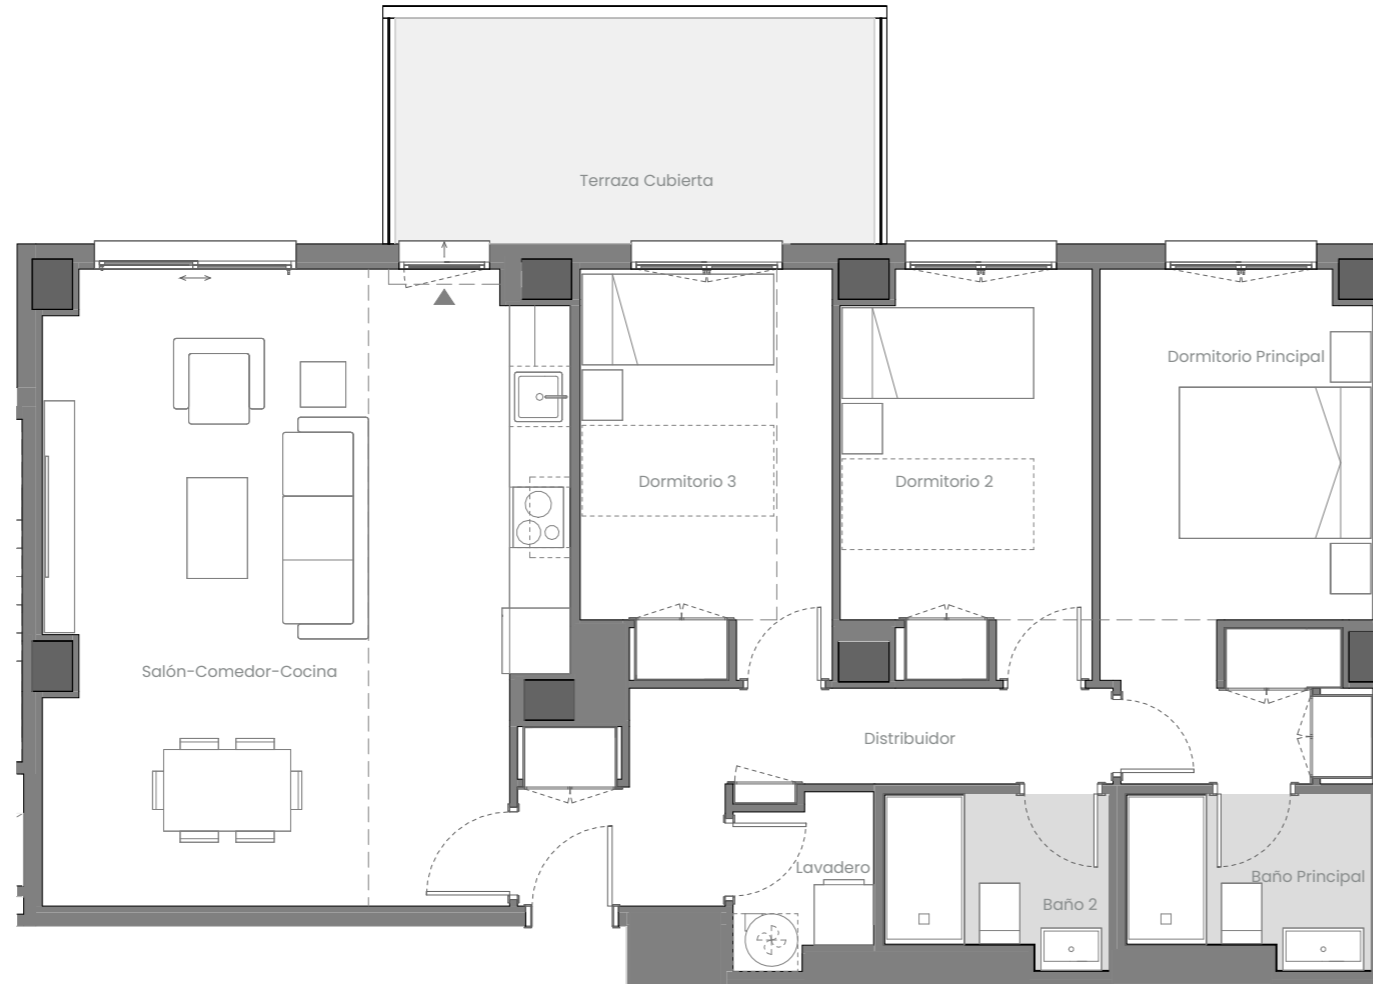 Terraza Cubierta
Dormitorio Principal
Dormitorio 3
Dormitorio 2
Salón-Comedor-Cocina
Distribuidor
Lavadero
Baño Principal
Baño 2